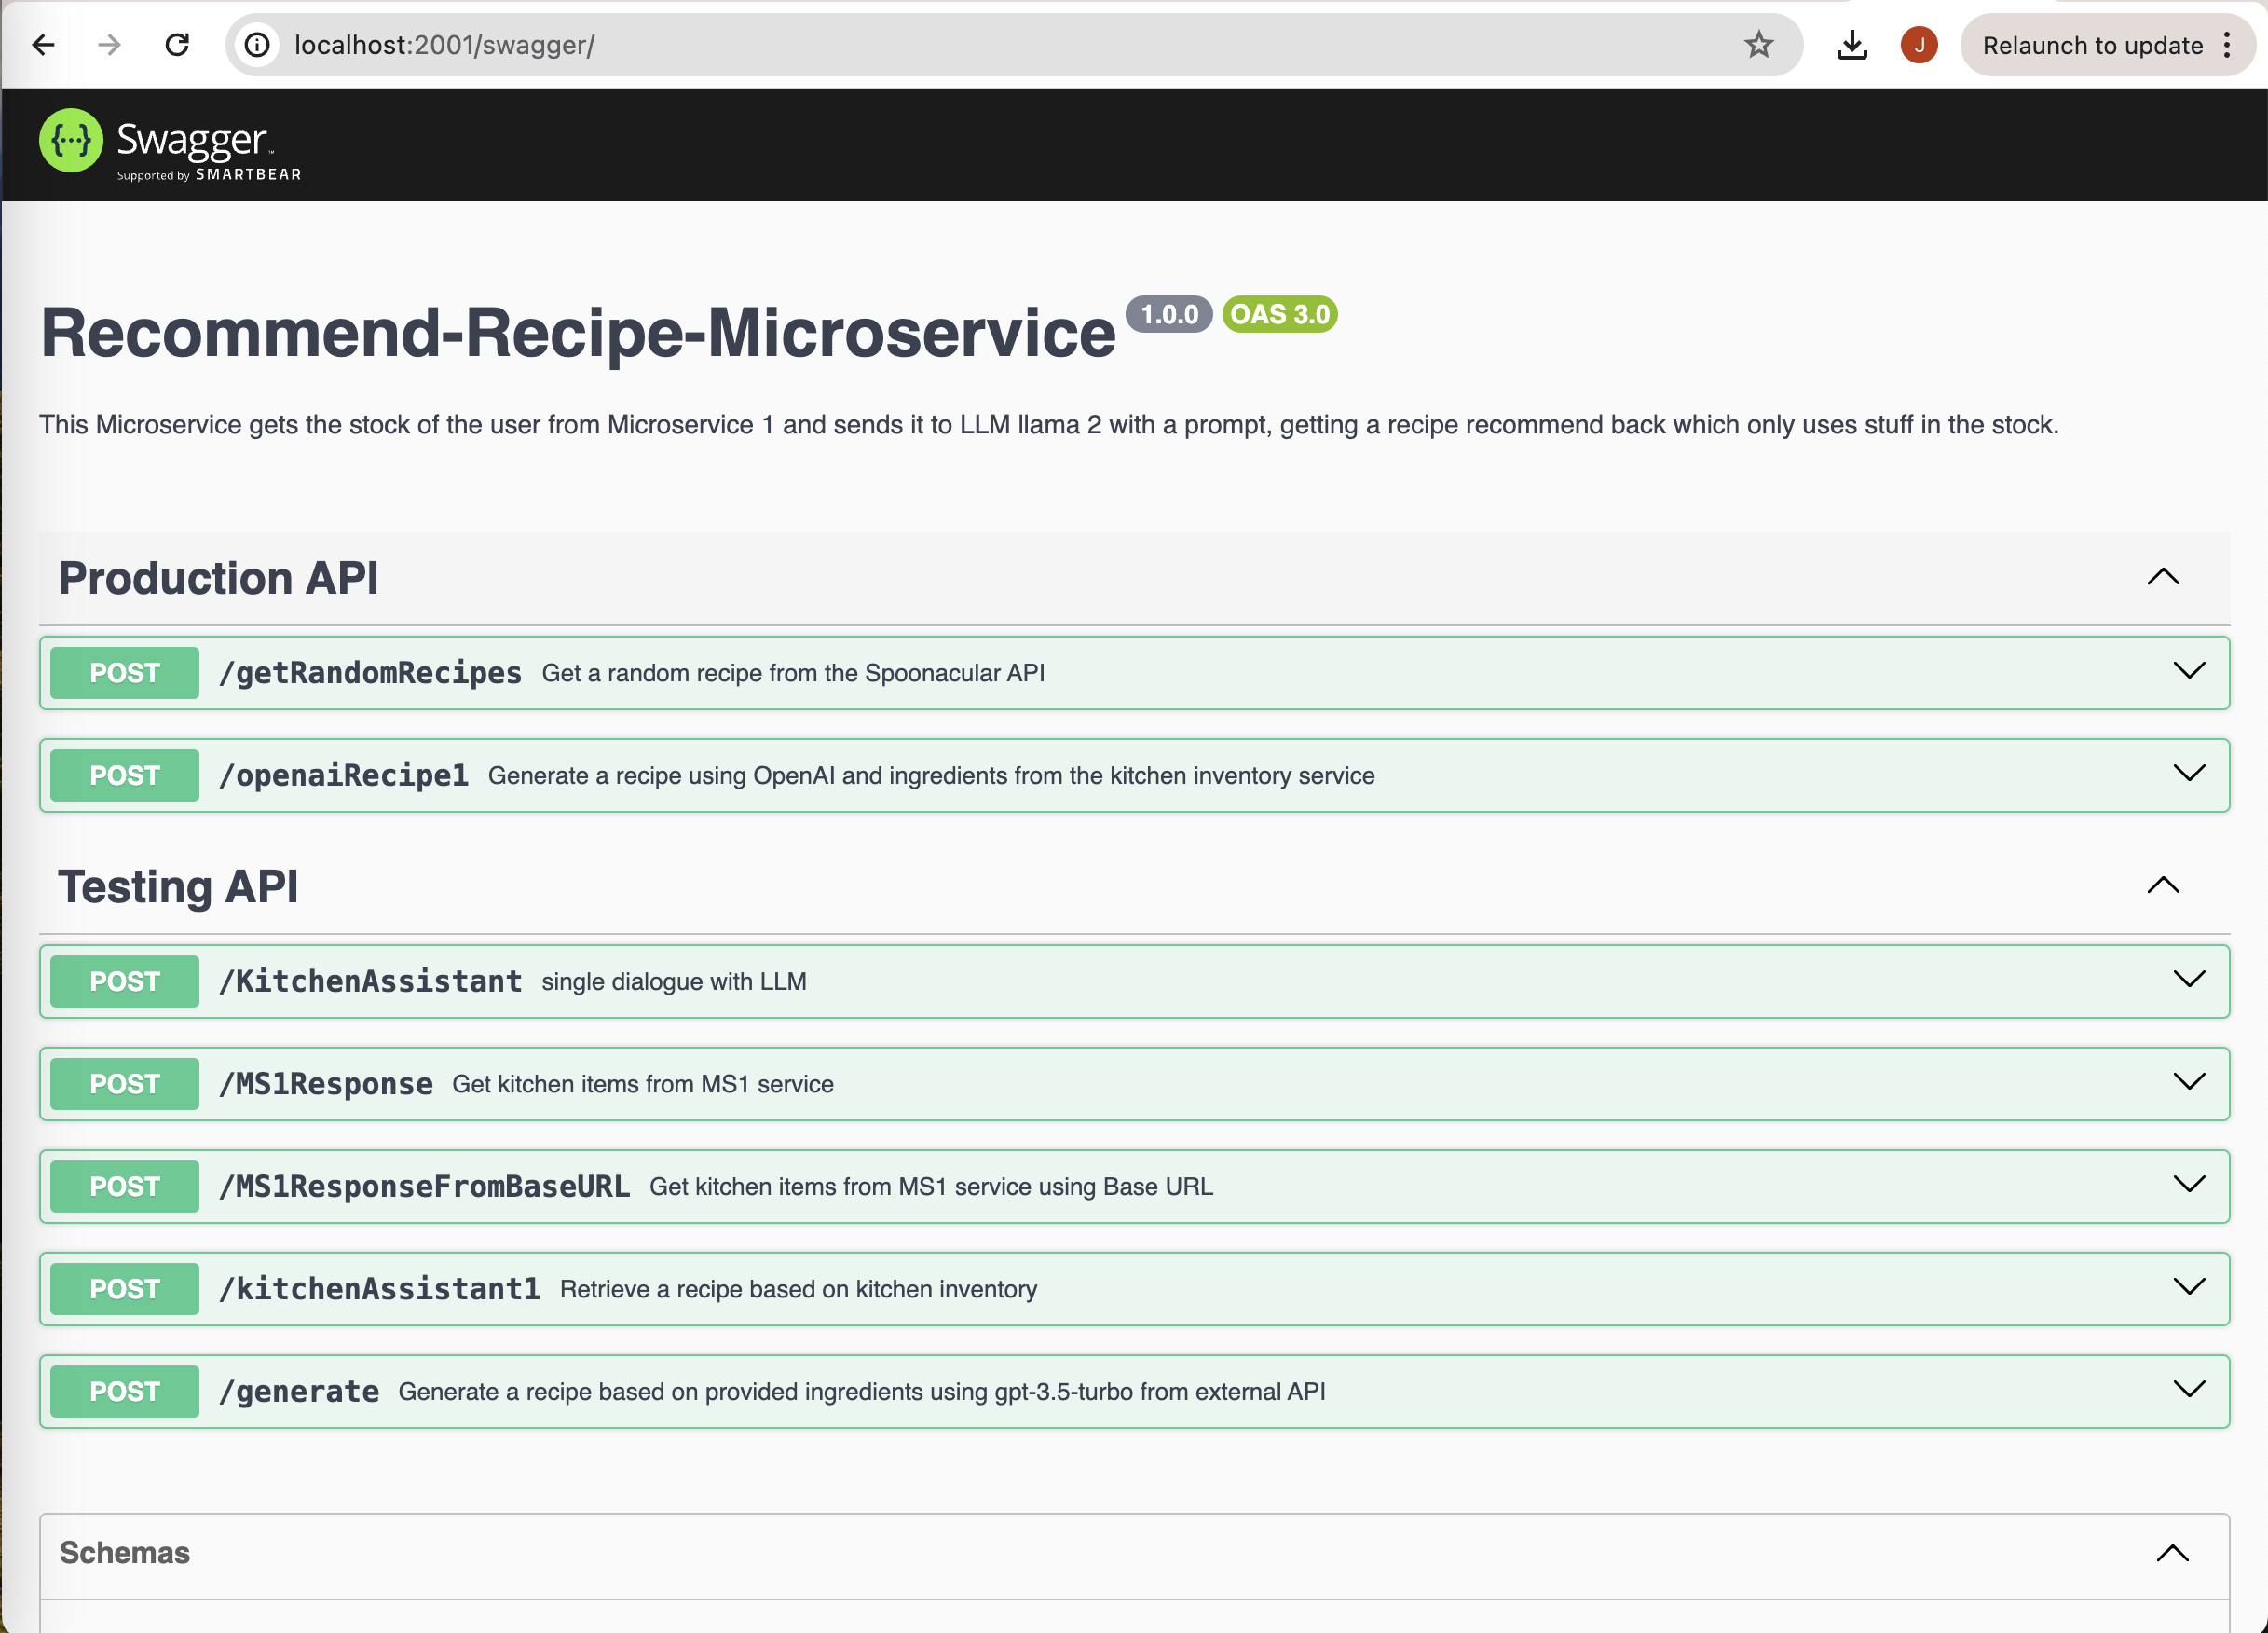 localhost:2001/swagger/
J
Relaunch to update
Swagger™
Supported by SMARTBEAR
Recommend-Recipe-Microservice 1.0.0 OAS 3.0
This Microservice gets the stock of the user from Microservice 1 and sends it to LLM llama 2 with a prompt, getting a recipe recommend back which only uses stuff in the stock.
Production API
POST /getRandomRecipes Get a random recipe from the Spoonacular API
POST /openaiRecipe1 Generate a recipe using OpenAI and ingredients from the kitchen inventory service
Testing API
POST /KitchenAssistant single dialogue with LLM
POST /MS1Response Get kitchen items from MS1 service
POST /MS1ResponseFromBaseURL Get kitchen items from MS1 service using Base URL
POST /kitchenAssistant1 Retrieve a recipe based on kitchen inventory
POST /generate Generate a recipe based on provided ingredients using gpt-3.5-turbo from external API
Schemas